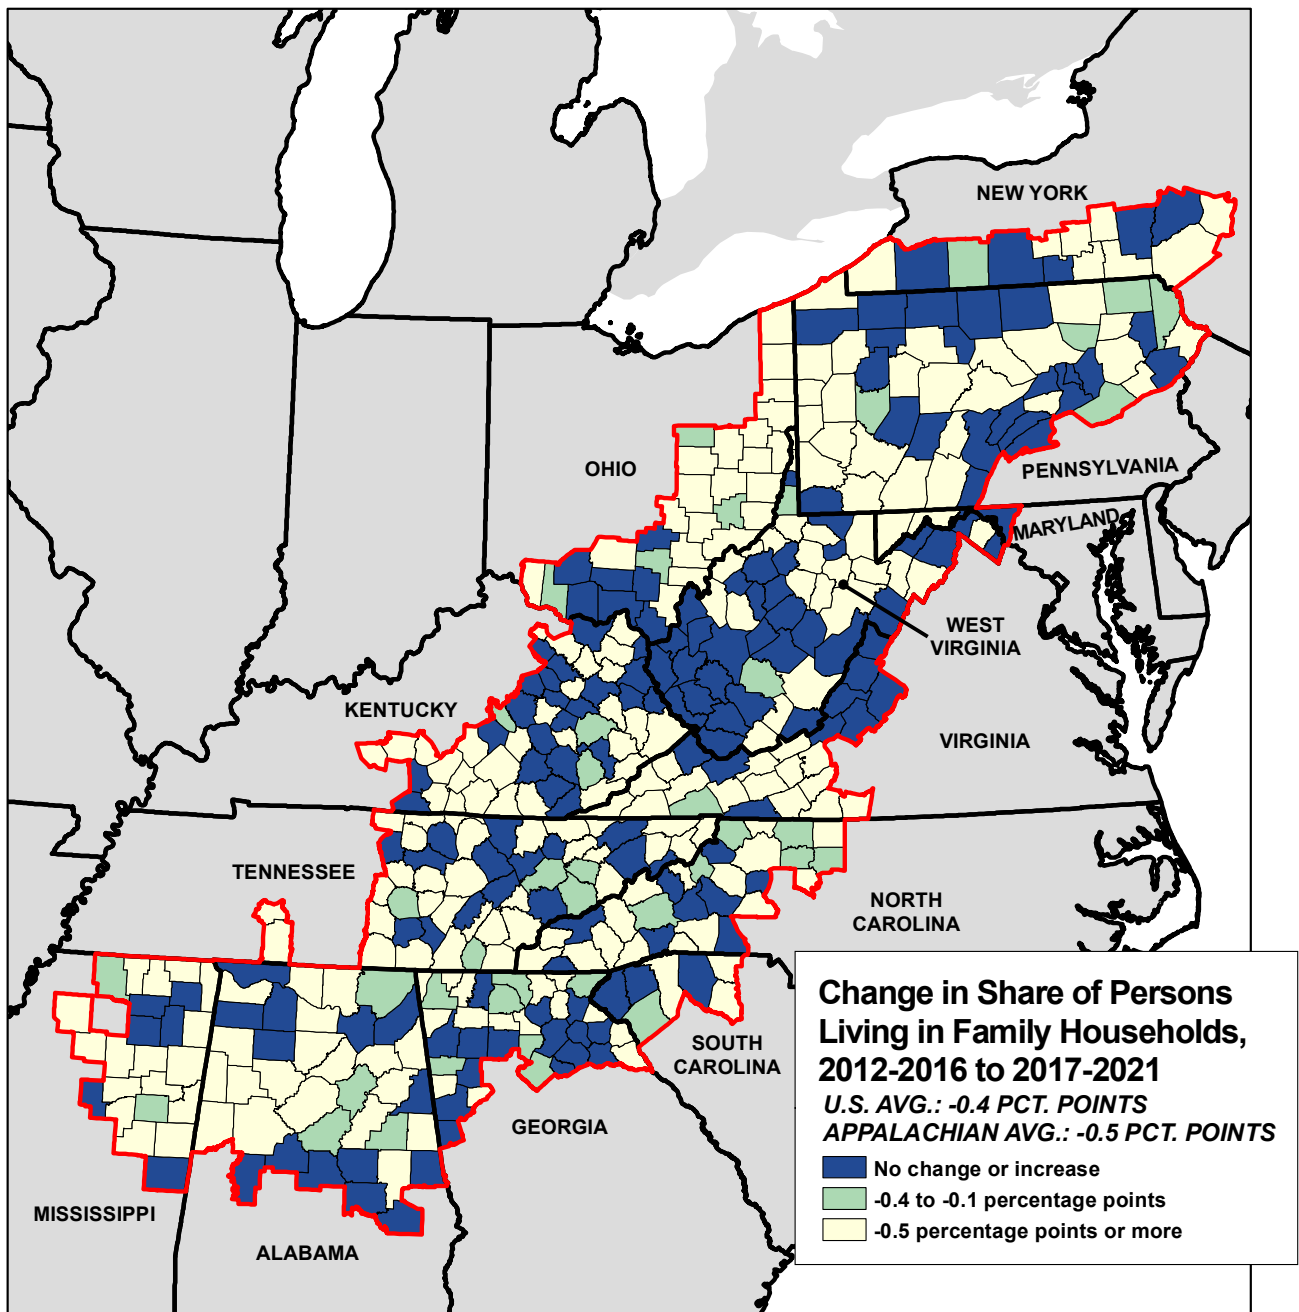 NEW YORK
OHIO
PENNSYLVANIA
MARYLAND
WEST
VIRGINIA
KENTUCKY
VIRGINIA
TENNESSEE
NORTH
CAROLINA
SOUTH
CAROLINA
GEORGIA
MISSISSIPPI
ALABAMA
Change in Share of Persons
Living in Family Households,
2012-2016 to 2017-2021
U.S. AVG.: -0.4 PCT. POINTS
APPALACHIAN AVG.: -0.5 PCT. POINTS
No change or increase
-0.4 to -0.1 percentage points
-0.5 percentage points or more